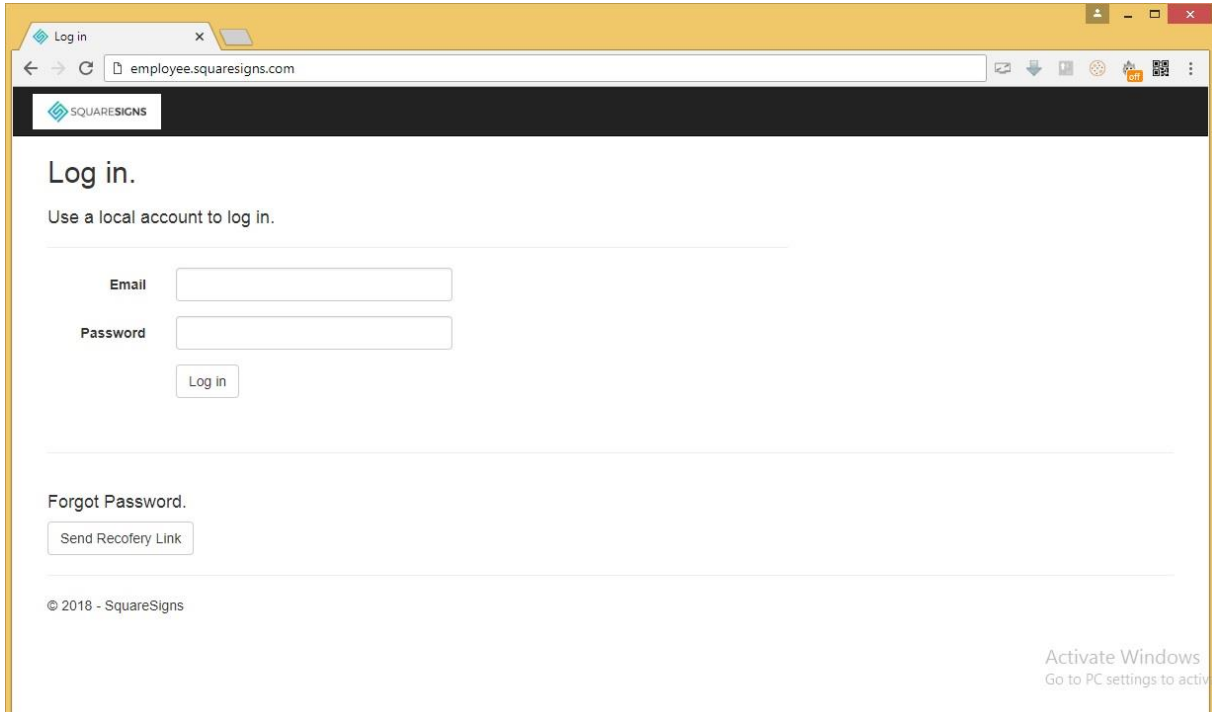 Log in
employee.squaresigns.com
off
SQUARESIGNS
Log in.
Use a local account to log in.
Email
Password
Log in
Forgot Password.
Send Recofery Link
© 2018 - SquareSigns
Activate Windows
Go to PC settings to activ